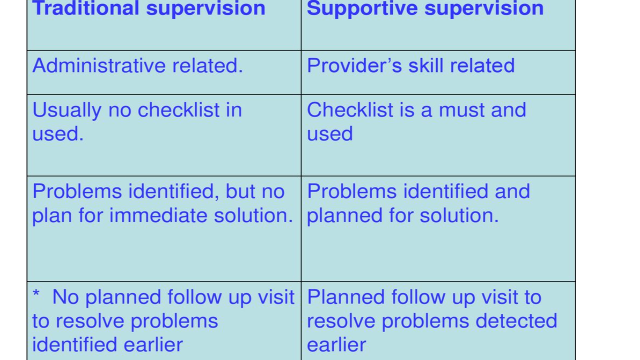 Traditional supervision
Supportive supervision
Administrative related.
Provider's skill related
Usually no checklist in
used.
Checklist is a must and
used
Problems identified, but no
plan for immediate solution.
Problems identified and
planned for solution.
* No planned follow up visit
to resolve problems
identified earlier
Planned follow up visit to
resolve problems detected
earlier